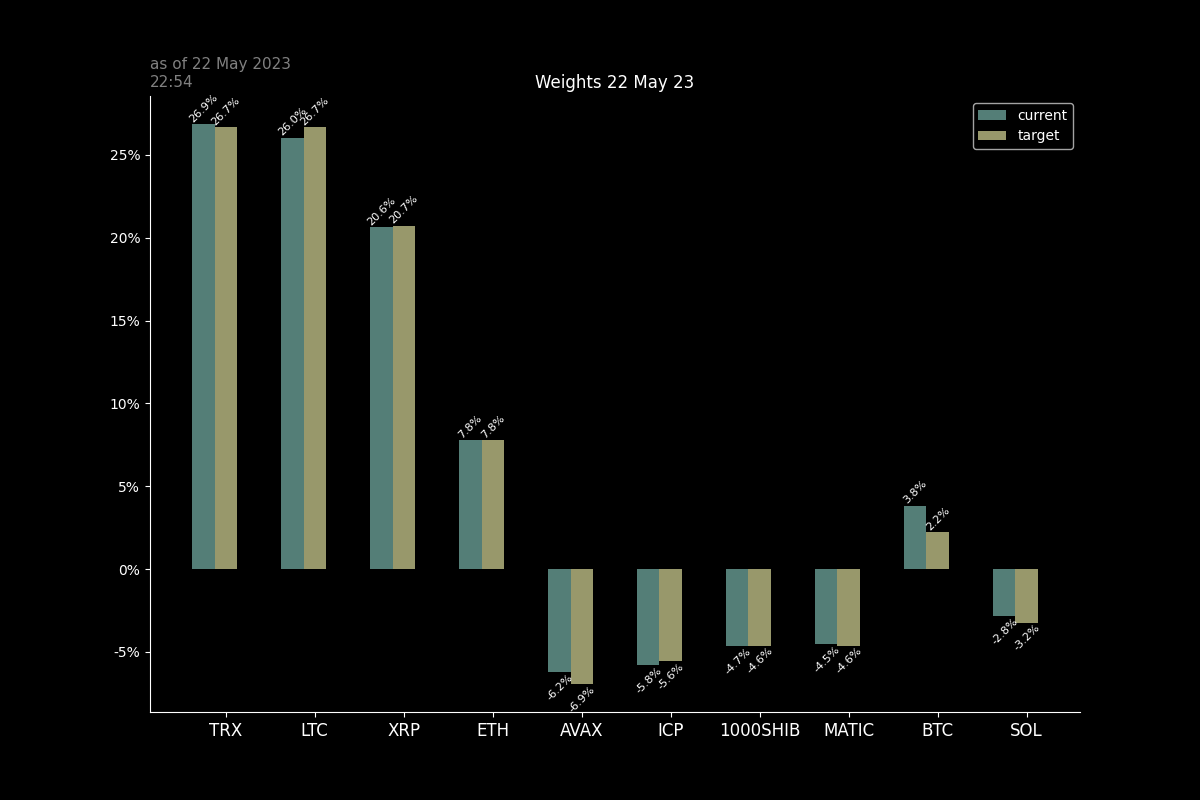 as of 22 May 2023
22:54
Weights 22 May 23
current
target
26.9% 26.7% 26.0% 26.7%
25%
20.6% 20.7%
20%
15%
10%
7.8% 7.8%
5%
3.8% 2.2%
0%
-5%
-6.2% -6.9% -5.8% -5.6% -4.7% -4.6% -4.5% -4.6% -2.8% -3.2%
TRX LTC XRP ETH AVAX ICP 1000SHIB MATIC BTC SOL